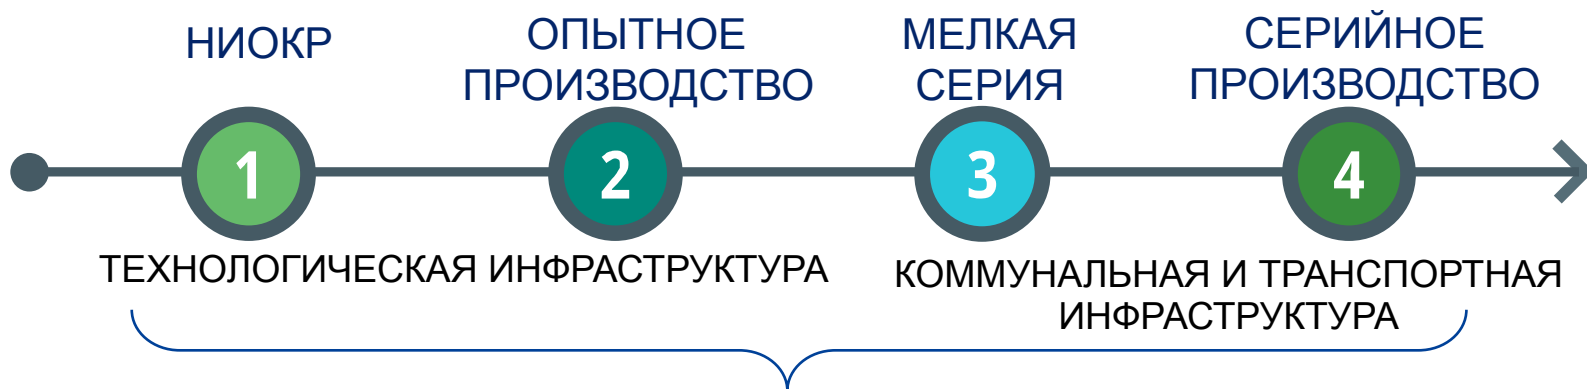 НИОКР
ОПЫТНОЕ
ПРОИЗВОДСТВО
МЕЛКАЯ
СЕРИЯ
СЕРИЙНОЕ
ПРОИЗВОДСТВО
1
2
3
4
ТЕХНОЛОГИЧЕСКАЯ ИНФРАСТРУКТУРА
КОММУНАЛЬНАЯ И ТРАНСПОРТНАЯ
ИНФРАСТРУКТУРА